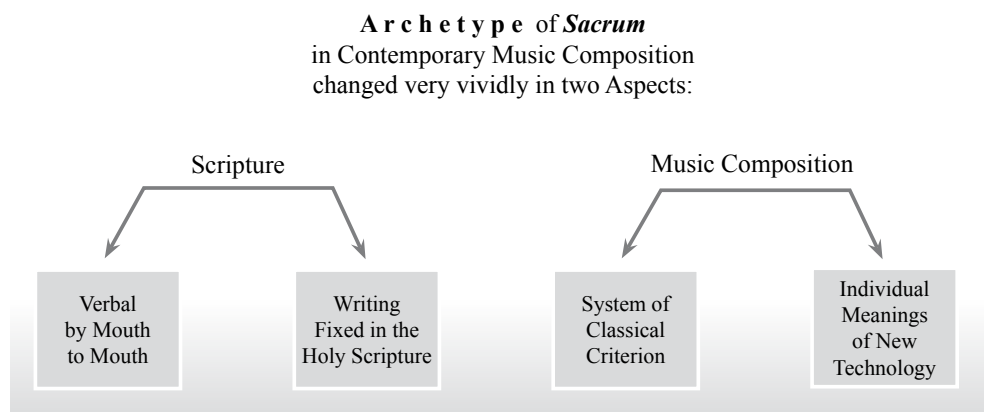 Archetype of Sacrum
in Contemporary Music Composition
changed very vividly in two Aspects:
Scripture
Music Composition
Verbal
by Mouth
to Mouth
Writing
Fixed in the
Holy Scripture
System of
Classical
Criterion
Individual
Meanings
of New
Technology